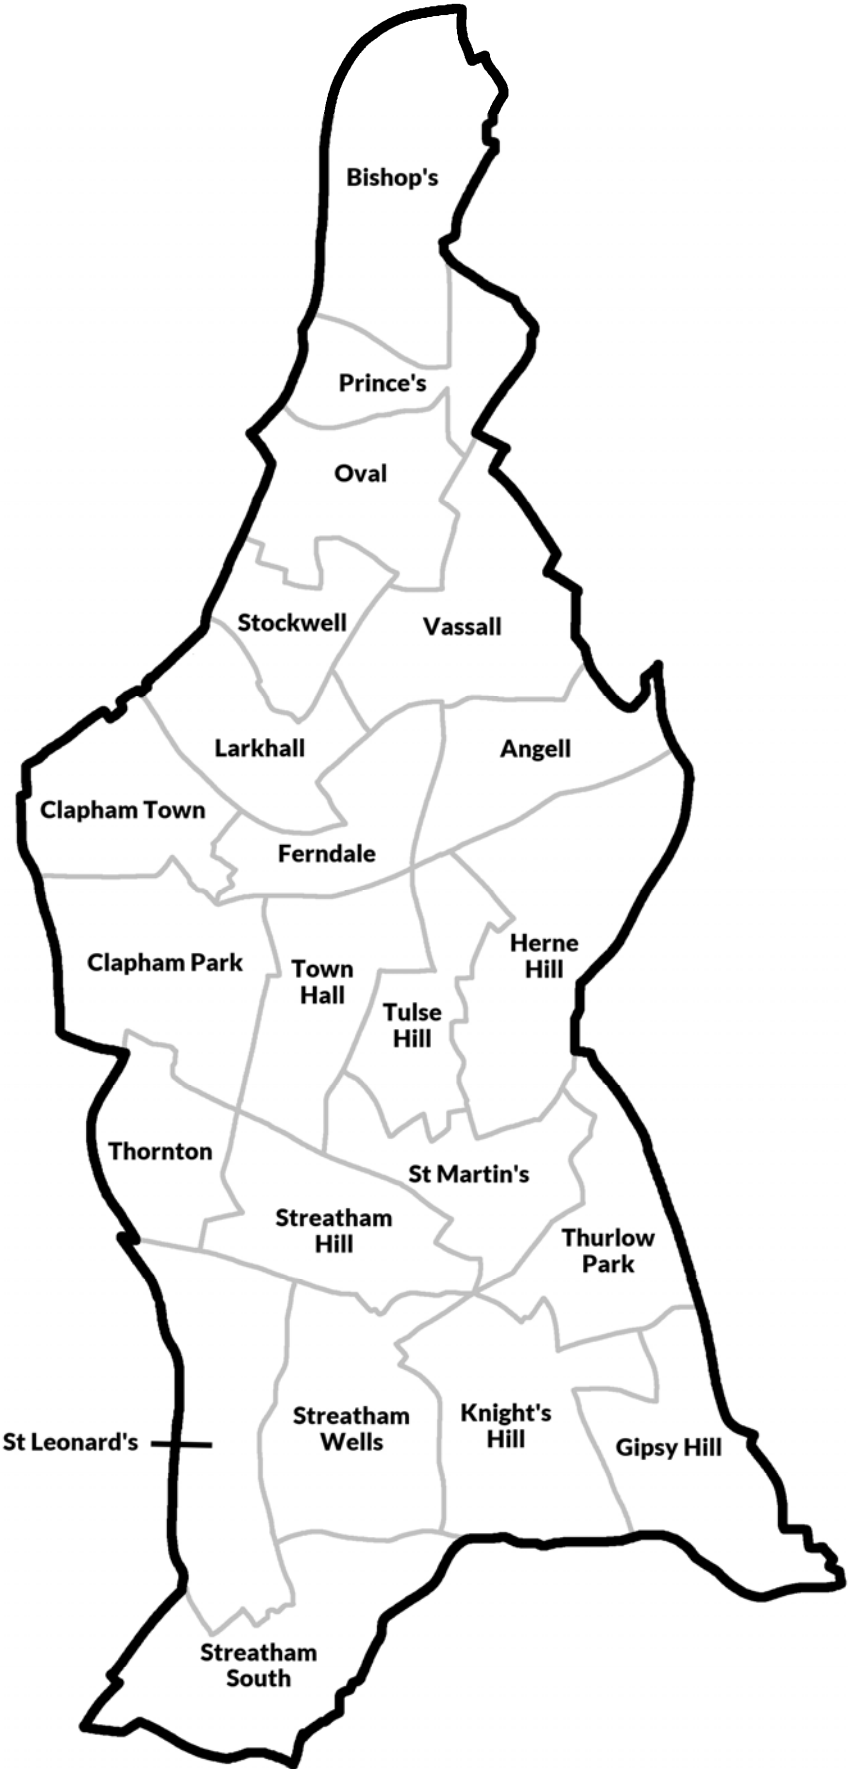 Bishop's
Prince's
Oval
Stockwell
Vassall
Larkhall
Angell
Clapham Town
Ferndale
Clapham Park
Town
Hall
Herne
Hill
Tulse
Hill
Thornton
St Martin's
Streatham
Hill
Thurlow
Park
Streatham
Wells
Knight's
Hill
St Leonard's
Gipsy Hill
Streatham
South